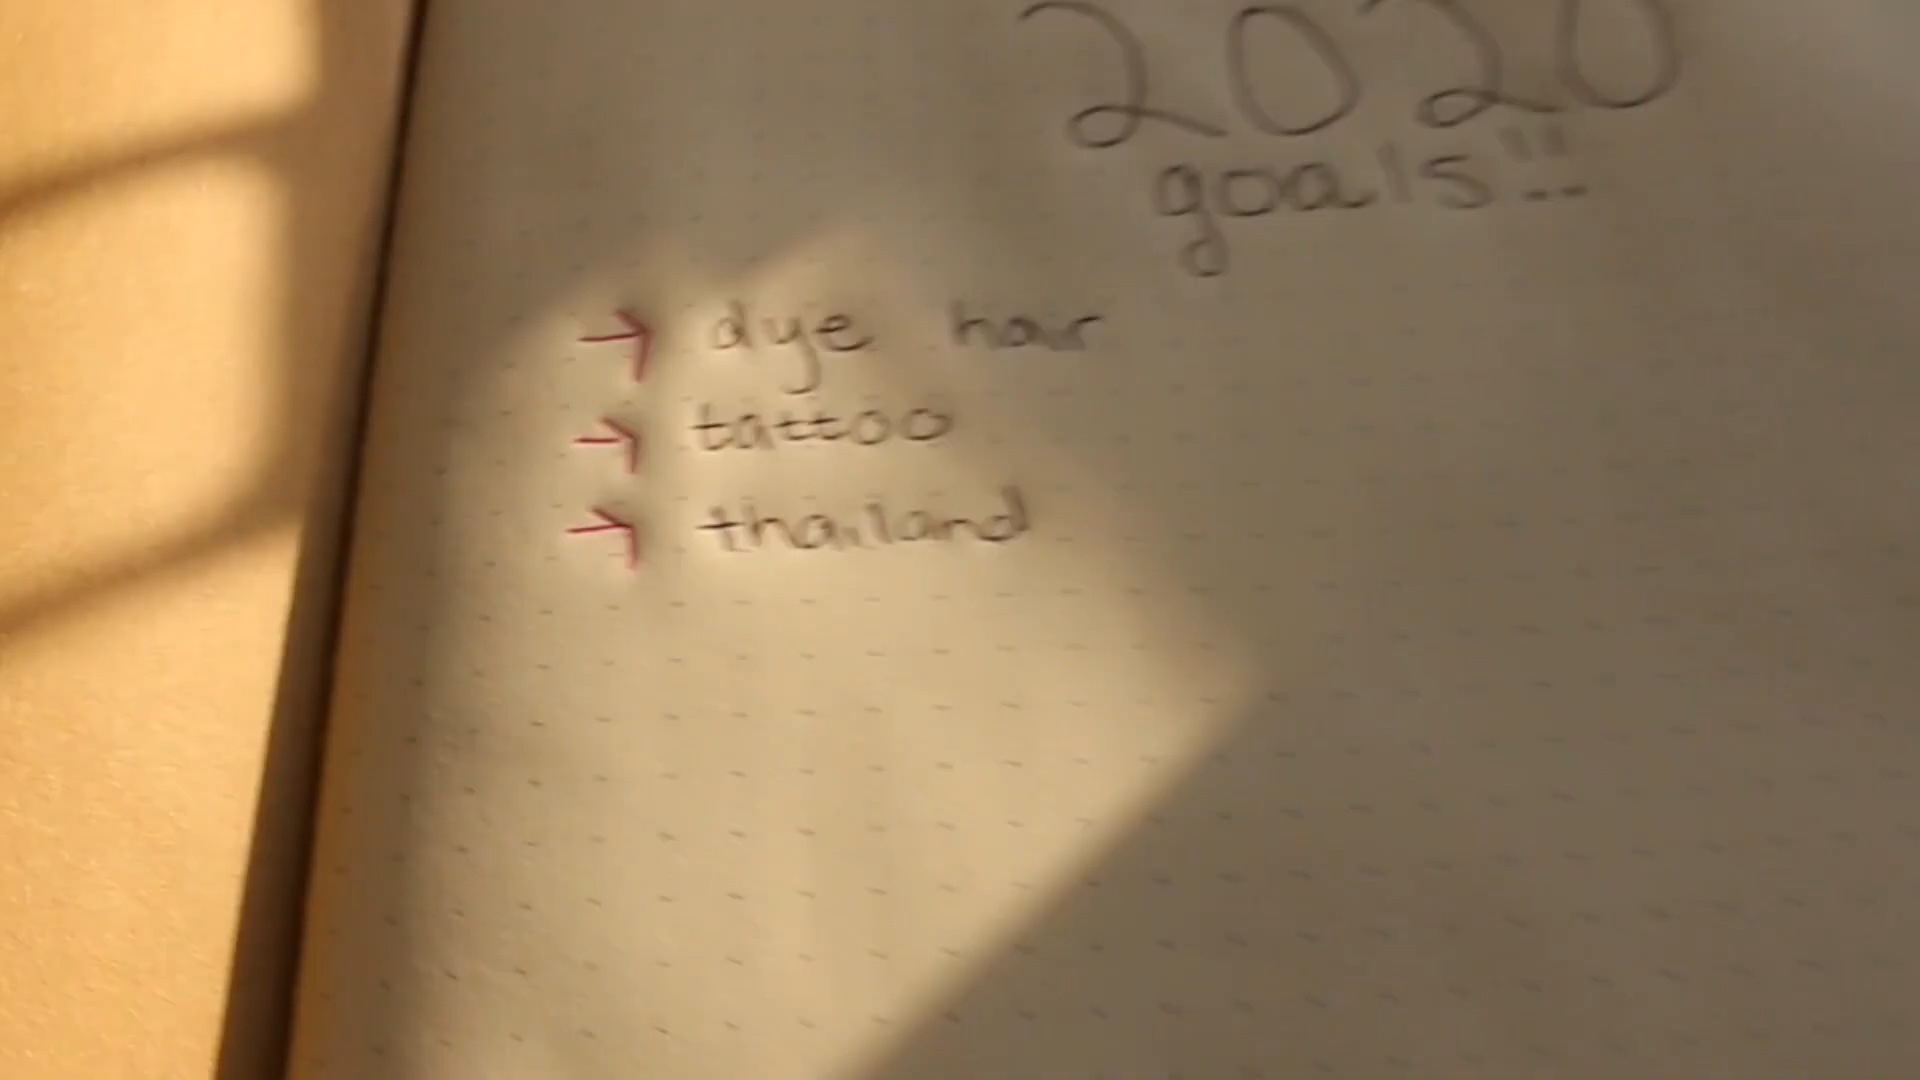 2020
goals!!
→ dye hair
→ tattoo
→ thailand